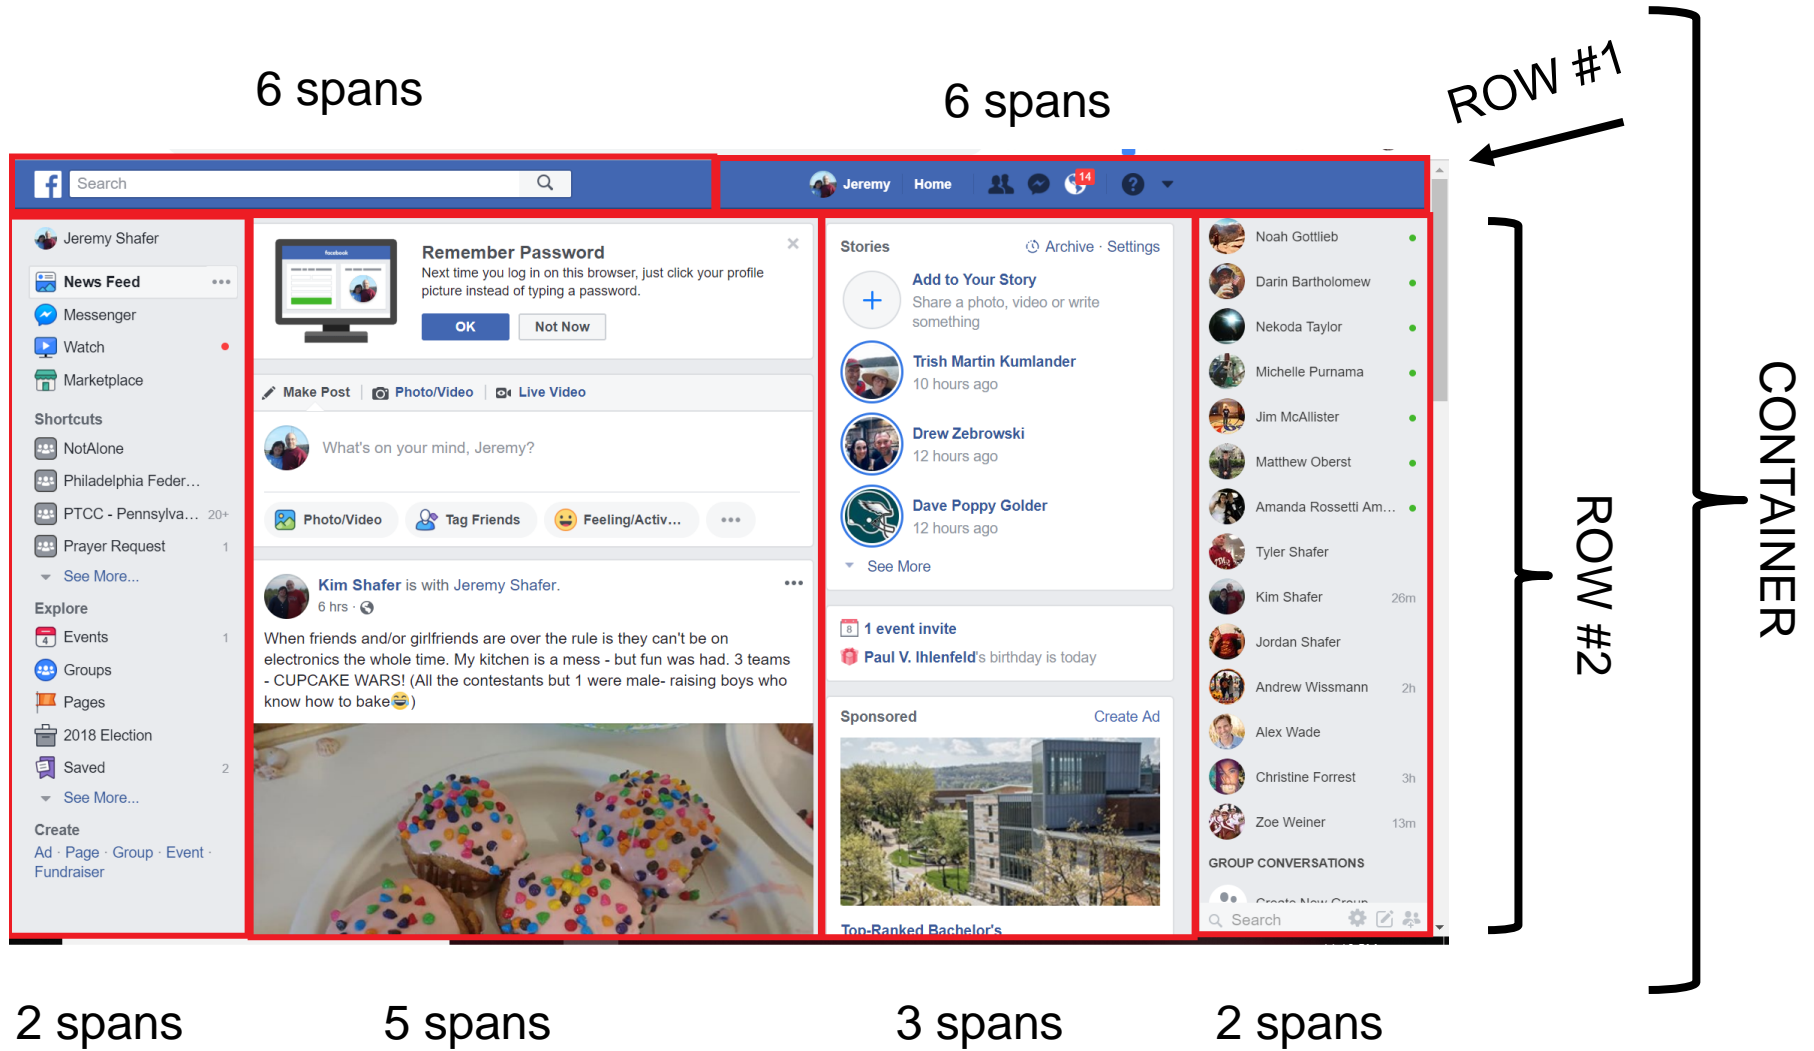 6 spans
6 spans
ROW #1
Search
Jeremy
Home
14
?
Jeremy Shafer
News Feed
Messenger
Watch
Marketplace
Shortcuts
NotAlone
Philadelphia Feder...
PTCC - Pennsylva... 20+
Prayer Request 1
See More...
Explore
4 Events 1
Groups
Pages
2018 Election
Saved 2
See More...
Create
Ad · Page · Group · Event ·
Fundraiser
facebook
Remember Password
Next time you log in on this browser, just click your profile
picture instead of typing a password.
OK
Not Now
Make Post
Photo/Video
Live Video
What's on your mind, Jeremy?
Photo/Video
Tag Friends
Feeling/Activ...
Kim Shafer is with Jeremy Shafer.
6 hrs ·
When friends and/or girlfriends are over the rule is they can't be on
electronics the whole time. My kitchen is a mess - but fun was had. 3 teams
- CUPCAKE WARS! (All the contestants but 1 were male- raising boys who
know how to bake😂)
Stories
Archive · Settings
Add to Your Story
Share a photo, video or write
something
Trish Martin Kumlander
10 hours ago
Drew Zebrowski
12 hours ago
Dave Poppy Golder
12 hours ago
See More
8 1 event invite
Paul V. Ihlenfeld's birthday is today
Sponsored
Create Ad
Top-Ranked Bachelor's
Noah Gottlieb
Darin Bartholomew
Nekoda Taylor
Michelle Purnama
Jim McAllister
Matthew Oberst
Amanda Rossetti Am...
Tyler Shafer
Kim Shafer 26m
Jordan Shafer
Andrew Wissmann 2h
Alex Wade
Christine Forrest 3h
Zoe Weiner 13m
GROUP CONVERSATIONS
Create New Group
Search
ROW #2
CONTAINER
2 spans
5 spans
3 spans
2 spans